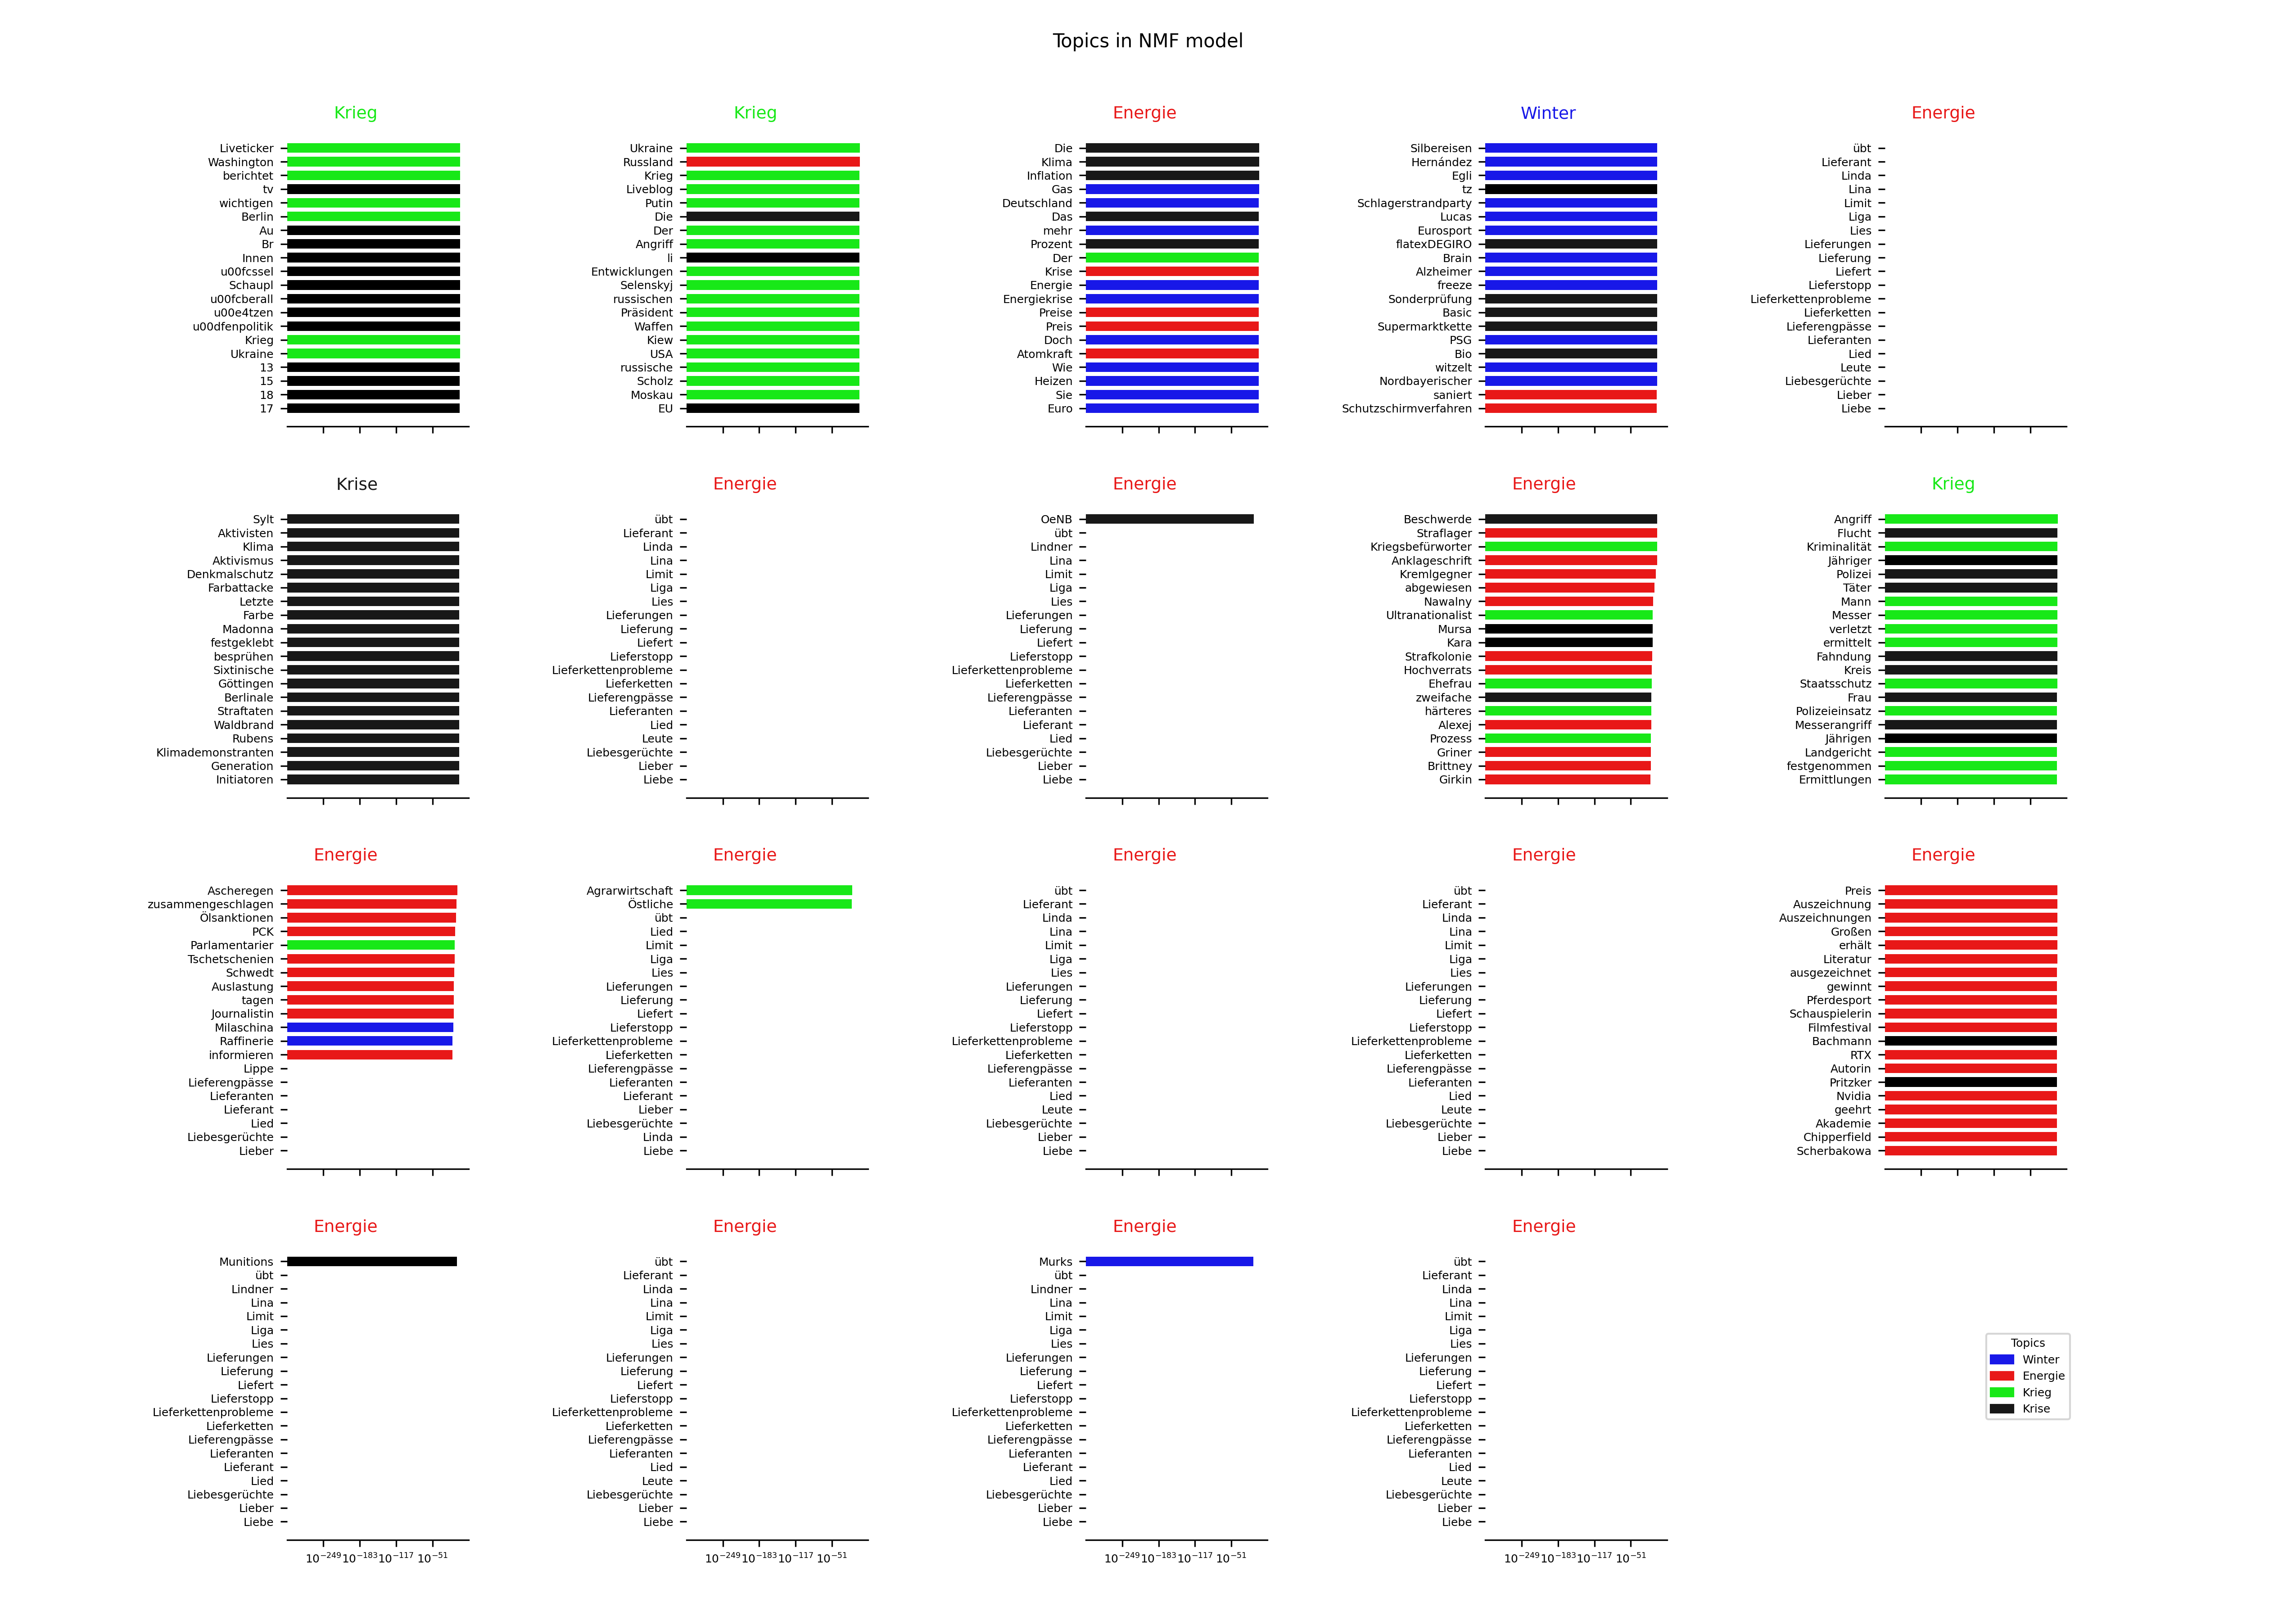 Topics in NMF model
Krieg
Liveticker
Washington
berichtet
tv
wichtigen
Berlin
Au
Br
Innen
u00fcssel
Schaupl
u00fcberall
u00e4tzen
u00dfenpolitik
Krieg
Ukraine
13
15
18
17
Krieg
Ukraine
Russland
Krieg
Liveblog
Putin
Die
Der
Angriff
li
Entwicklungen
Selenskyj
russischen
Präsident
Waffen
Kiew
USA
russische
Scholz
Moskau
EU
Energie
Die
Klima
Inflation
Gas
Deutschland
Das
mehr
Prozent
Der
Krise
Energie
Energiekrise
Preise
Preis
Doch
Atomkraft
Wie
Heizen
Sie
Euro
Winter
Silbereisen
Hernández
Egli
tz
Schlagerstrandparty
Lucas
Eurosport
flatexDEGIRO
Brain
Alzheimer
freeze
Sonderprüfung
Basic
Supermarktkette
PSG
Bio
witzelt
Nordbayerischer
saniert
Schutzschirmverfahren
Energie
übt
Lieferant
Linda
Lina
Limit
Liga
Lies
Lieferungen
Lieferung
Liefert
Lieferstopp
Lieferkettenprobleme
Lieferketten
Lieferengpässe
Lieferanten
Lied
Leute
Liebesgerüchte
Lieber
Liebe
Krise
Sylt
Aktivisten
Klima
Aktivismus
Denkmalschutz
Farbattacke
Letzte
Farbe
Madonna
festgeklebt
besprühen
Sixtinische
Göttingen
Berlinale
Straftaten
Waldbrand
Rubens
Klimademonstranten
Generation
Initiatoren
Energie
übt
Lieferant
Linda
Lina
Limit
Liga
Lies
Lieferungen
Lieferung
Liefert
Lieferstopp
Lieferkettenprobleme
Lieferketten
Lieferengpässe
Lieferanten
Lied
Leute
Liebesgerüchte
Lieber
Liebe
Energie
OeNB
übt
Lindner
Lina
Limit
Liga
Lies
Lieferungen
Lieferung
Liefert
Lieferstopp
Lieferkettenprobleme
Lieferketten
Lieferengpässe
Lieferanten
Lieferant
Lied
Liebesgerüchte
Lieber
Liebe
Energie
Beschwerde
Straflager
Kriegsbefürworter
Anklageschrift
Kremlgegner
abgewiesen
Nawalny
Ultranationalist
Mursa
Kara
Strafkolonie
Hochverrats
Ehefrau
zweifache
härteres
Alexej
Prozess
Griner
Brittney
Girkin
Krieg
Angriff
Flucht
Kriminalität
Jähriger
Polizei
Täter
Mann
Messer
verletzt
ermittelt
Fahndung
Kreis
Staatsschutz
Frau
Polizeieinsatz
Messerangriff
Jährigen
Landgericht
festgenommen
Ermittlungen
Energie
Ascheregen
zusammengeschlagen
Ölsanktionen
PCK
Parlamentarier
Tschetschenien
Schwedt
Auslastung
tagen
Journalistin
Milaschina
Raffinerie
informieren
Lippe
Lieferengpässe
Lieferanten
Lieferant
Lied
Liebesgerüchte
Lieber
Energie
Agrarwirtschaft
Östliche
übt
Lied
Limit
Liga
Lies
Lieferungen
Lieferung
Liefert
Lieferstopp
Lieferkettenprobleme
Lieferketten
Lieferengpässe
Lieferanten
Lieferant
Lieber
Liebesgerüchte
Linda
Liebe
Energie
übt
Lieferant
Linda
Lina
Limit
Liga
Lies
Lieferungen
Lieferung
Liefert
Lieferstopp
Lieferkettenprobleme
Lieferketten
Lieferengpässe
Lieferanten
Lied
Leute
Liebesgerüchte
Lieber
Liebe
Energie
übt
Lieferant
Linda
Lina
Limit
Liga
Lies
Lieferungen
Lieferung
Liefert
Lieferstopp
Lieferkettenprobleme
Lieferketten
Lieferengpässe
Lieferanten
Lied
Leute
Liebesgerüchte
Lieber
Liebe
Energie
Preis
Auszeichnung
Auszeichnungen
Großen
erhält
Literatur
ausgezeichnet
gewinnt
Pferdesport
Schauspielerin
Filmfestival
Bachmann
RTX
Autorin
Pritzker
Nvidia
geehrt
Akademie
Chipperfield
Scherbakowa
Energie
Munitions
übt
Lindner
Lina
Limit
Liga
Lies
Lieferungen
Lieferung
Liefert
Lieferstopp
Lieferkettenprobleme
Lieferketten
Lieferengpässe
Lieferanten
Lieferant
Lied
Liebesgerüchte
Lieber
Liebe
10⁻²⁴⁹ 10⁻¹⁸³ 10⁻¹¹⁷ 10⁻⁵¹
Energie
übt
Lieferant
Linda
Lina
Limit
Liga
Lies
Lieferungen
Lieferung
Liefert
Lieferstopp
Lieferkettenprobleme
Lieferketten
Lieferengpässe
Lieferanten
Lied
Leute
Liebesgerüchte
Lieber
Liebe
10⁻²⁴⁹ 10⁻¹⁸³ 10⁻¹¹⁷ 10⁻⁵¹
Energie
Murks
übt
Lindner
Lina
Limit
Liga
Lies
Lieferungen
Lieferung
Liefert
Lieferstopp
Lieferkettenprobleme
Lieferketten
Lieferengpässe
Lieferanten
Lieferant
Lied
Liebesgerüchte
Lieber
Liebe
10⁻²⁴⁹ 10⁻¹⁸³ 10⁻¹¹⁷ 10⁻⁵¹
Energie
übt
Lieferant
Linda
Lina
Limit
Liga
Lies
Lieferungen
Lieferung
Liefert
Lieferstopp
Lieferkettenprobleme
Lieferketten
Lieferengpässe
Lieferanten
Lied
Leute
Liebesgerüchte
Lieber
Liebe
10⁻²⁴⁹ 10⁻¹⁸³ 10⁻¹¹⁷ 10⁻⁵¹
Topics
Winter
Energie
Krieg
Krise